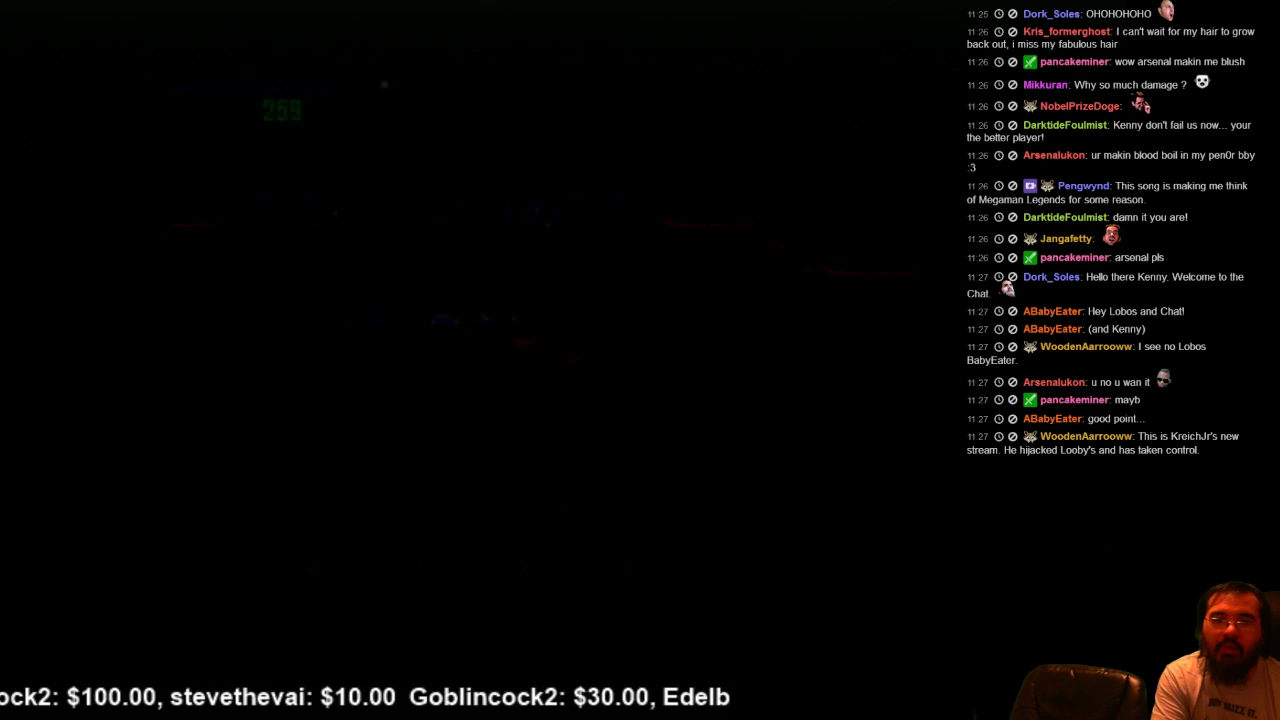 259
11:25 Dork_Soles: OHOHOHOHO
11:26 Kris_formerghost: I can't wait for my hair to grow
back out, i miss my fabulous hair
11:26 pancakeminer: wow arsenal makin me blush
11:26 Mikkuran: Why so much damage ?
11:26 NobelPrizeDoge:
11:26 DarktideFoulmist: Kenny don't fail us now... your
the better player!
11:26 Arsenalukon: ur makin blood boil in my pen0r bby
:3
11:26 Pengwynd: This song is making me think
of Megaman Legends for some reason.
11:26 DarktideFoulmist: damn it you are!
11:26 Jangafetty:
11:26 pancakeminer: arsenal pls
11:27 Dork_Soles: Hello there Kenny. Welcome to the
Chat.
11:27 ABabyEater: Hey Lobos and Chat!
11:27 ABabyEater: (and Kenny)
11:27 WoodenAarrooww: I see no Lobos
BabyEater.
11:27 Arsenalukon: u no u wan it
11:27 pancakeminer: mayb
11:27 ABabyEater: good point...
11:27 WoodenAarrooww: This is KreichJr's new
stream. He hijacked Looby's and has taken control.
ock2: $100.00, stevethevai: $10.00 Goblincock2: $30.00, Edelb